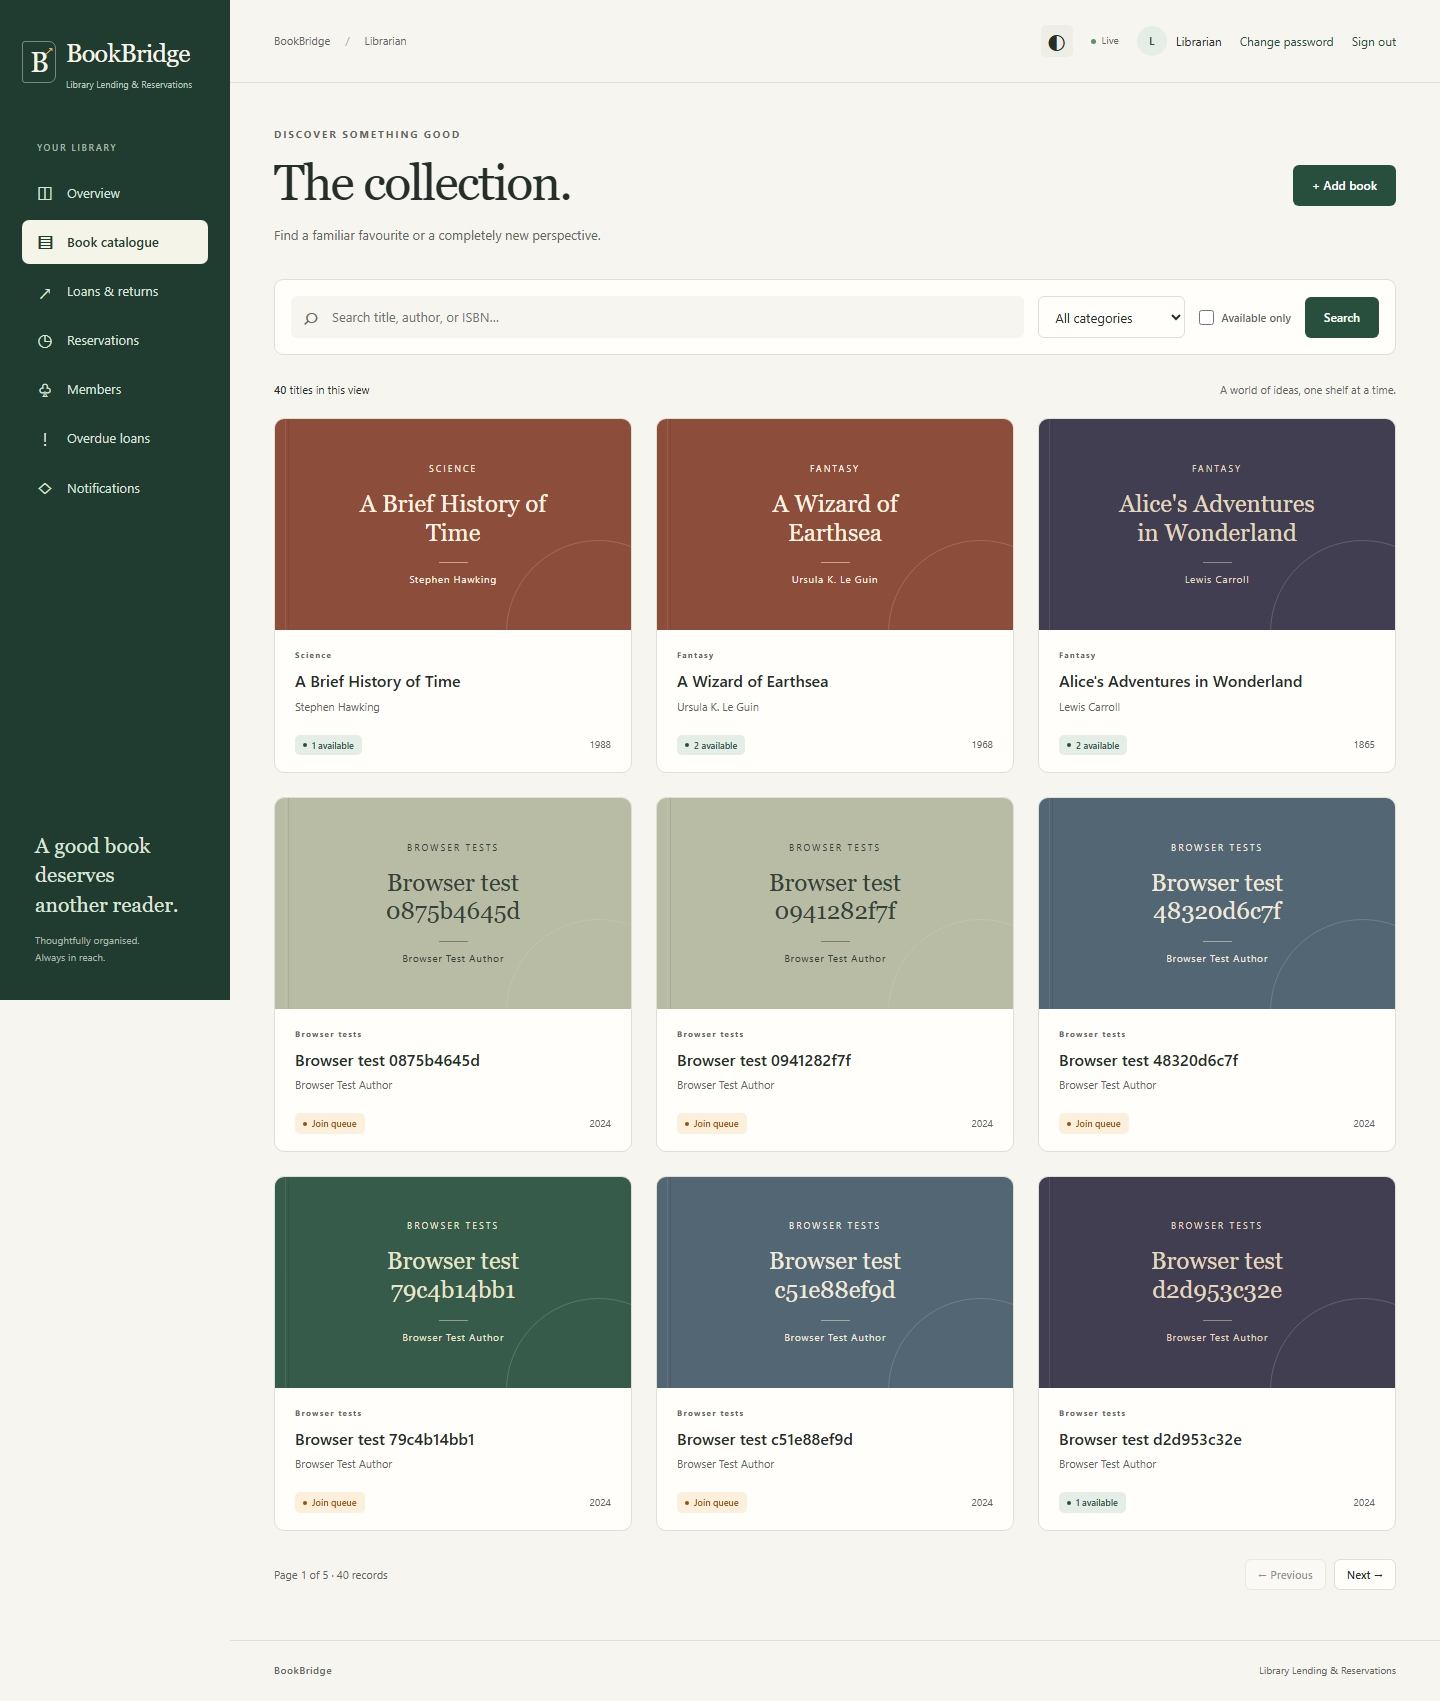 B
BookBridge
Library Lending & Reservations
YOUR LIBRARY
Overview
Book catalogue
Loans & returns
Reservations
Members
! Overdue loans
Notifications
A good book
deserves
another reader.
Thoughtfully organised.
Always in reach.
BookBridge / Librarian
Live
L
Librarian
Change password
Sign out
DISCOVER SOMETHING GOOD
The collection.
+ Add book
Find a familiar favourite or a completely new perspective.
Search title, author, or ISBN...
All categories
Available only
Search
40 titles in this view
A world of ideas, one shelf at a time.
SCIENCE
A Brief History of
Time
Stephen Hawking
Science
A Brief History of Time
Stephen Hawking
1 available
1988
FANTASY
A Wizard of
Earthsea
Ursula K. Le Guin
Fantasy
A Wizard of Earthsea
Ursula K. Le Guin
2 available
1968
FANTASY
Alice's Adventures
in Wonderland
Lewis Carroll
Fantasy
Alice's Adventures in Wonderland
Lewis Carroll
2 available
1865
BROWSER TESTS
Browser test
0875b4645d
Browser Test Author
Browser tests
Browser test 0875b4645d
Browser Test Author
Join queue
2024
BROWSER TESTS
Browser test
0941282f7f
Browser Test Author
Browser tests
Browser test 0941282f7f
Browser Test Author
Join queue
2024
BROWSER TESTS
Browser test
48320d6c7f
Browser Test Author
Browser tests
Browser test 48320d6c7f
Browser Test Author
Join queue
2024
BROWSER TESTS
Browser test
79c4b14bb1
Browser Test Author
Browser tests
Browser test 79c4b14bb1
Browser Test Author
Join queue
2024
BROWSER TESTS
Browser test
c51e88ef9d
Browser Test Author
Browser tests
Browser test c51e88ef9d
Browser Test Author
Join queue
2024
BROWSER TESTS
Browser test
d2d953c32e
Browser Test Author
Browser tests
Browser test d2d953c32e
Browser Test Author
1 available
2024
Page 1 of 5 · 40 records
← Previous
Next →
BookBridge
Library Lending & Reservations